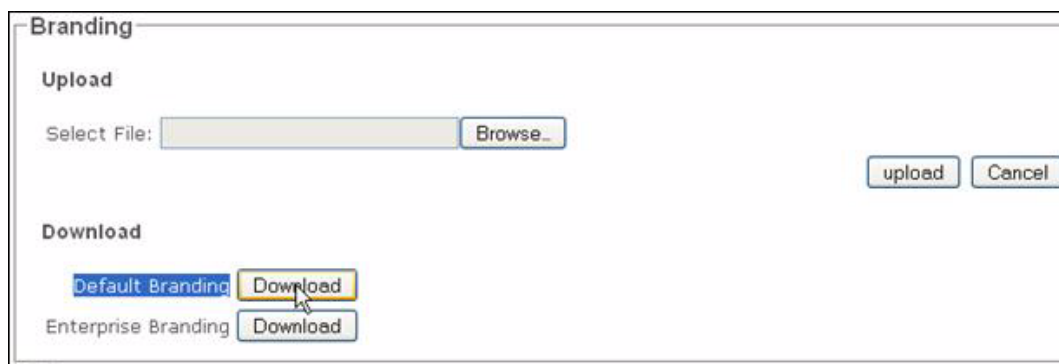 Branding
Upload
Select File: Browse...
upload Cancel
Download
Default Branding Download
Enterprise Branding Download